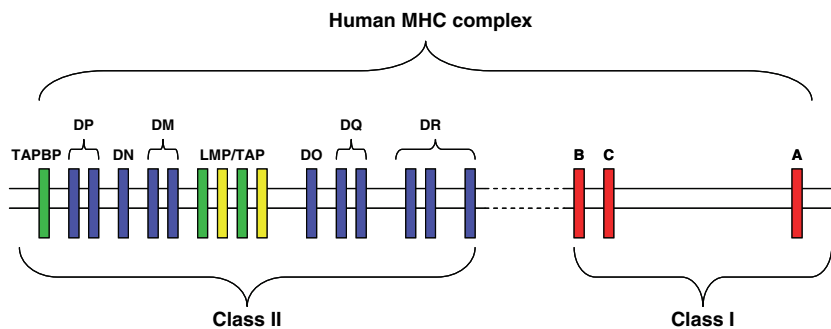 Human MHC complex
DP DM DQ DR
TAPBP DN LMP/TAP DO B C A
Class II Class I